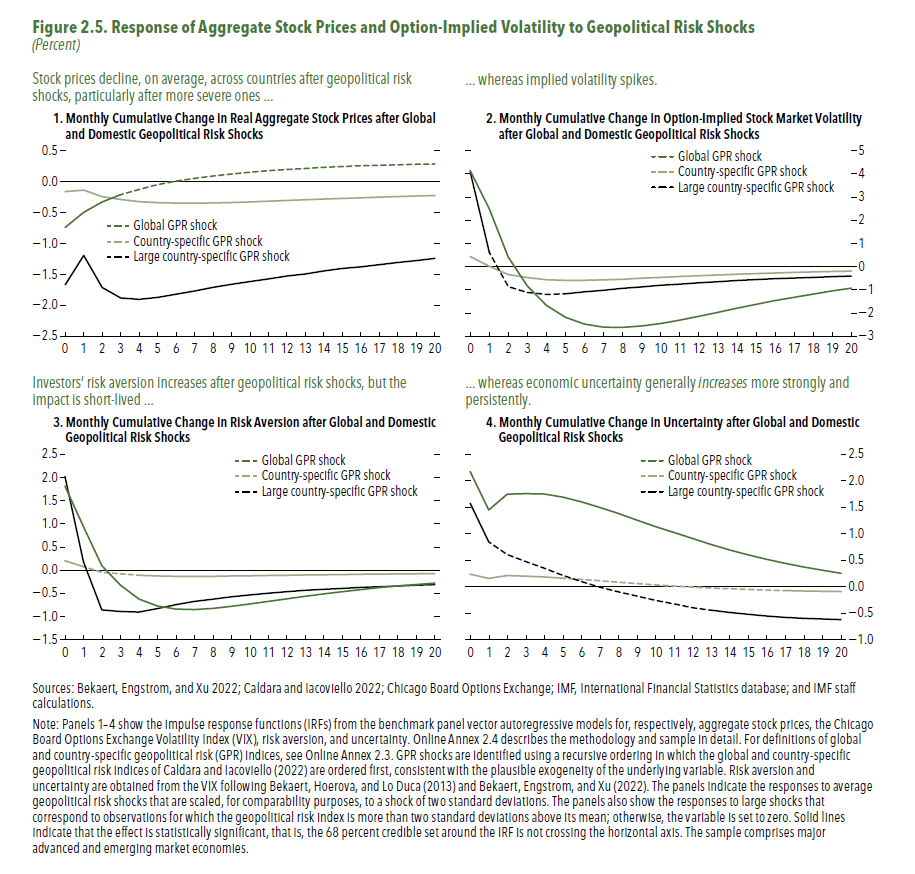 Figure 2.5. Response of Aggregate Stock Prices and Option-Implied Volatility to Geopolitical Risk Shocks
(Percent)
Stock prices decline, on average, across countries after geopolitical risk
shocks, particularly after more severe ones ...
1. Monthly Cumulative Change in Real Aggregate Stock Prices after Global
and Domestic Geopolitical Risk Shocks
0.5
0.0
–0.5
–1.0
–1.5
–2.0
–2.5
Global GPR shock
Country-specific GPR shock
Large country-specific GPR shock
0 1 2 3 4 5 6 7 8 9 10 11 12 13 14 15 16 17 18 19 20
... whereas implied volatility spikes.
2. Monthly Cumulative Change in Option-Implied Stock Market Volatility
after Global and Domestic Geopolitical Risk Shocks
Global GPR shock
Country-specific GPR shock
Large country-specific GPR shock
5
4
3
2
1
0
–1
–2
–3
0 1 2 3 4 5 6 7 8 9 10 11 12 13 14 15 16 17 18 19 20
Investors' risk aversion increases after geopolitical risk shocks, but the
impact is short-lived ...
3. Monthly Cumulative Change in Risk Aversion after Global and Domestic
Geopolitical Risk Shocks
2.5
2.0
1.5
1.0
0.5
0.0
–0.5
–1.0
–1.5
Global GPR shock
Country-specific GPR shock
Large country-specific GPR shock
0 1 2 3 4 5 6 7 8 9 10 11 12 13 14 15 16 17 18 19 20
... whereas economic uncertainty generally increases more strongly and
persistently.
4. Monthly Cumulative Change in Uncertainty after Global and Domestic
Geopolitical Risk Shocks
Global GPR shock
Country-specific GPR shock
Large country-specific GPR shock
2.5
2.0
1.5
1.0
0.5
0.0
–0.5
–1.0
0 1 2 3 4 5 6 7 8 9 10 11 12 13 14 15 16 17 18 19 20
Sources: Bekaert, Engstrom, and Xu 2022; Caldara and Iacoviello 2022; Chicago Board Options Exchange; IMF, International Financial Statistics database; and IMF staff
calculations.
Note: Panels 1–4 show the impulse response functions (IRFs) from the benchmark panel vector autoregressive models for, respectively, aggregate stock prices, the Chicago
Board Options Exchange Volatility Index (VIX), risk aversion, and uncertainty. Online Annex 2.4 describes the methodology and sample in detail. For definitions of global
and country-specific geopolitical risk (GPR) indices, see Online Annex 2.3. GPR shocks are identified using a recursive ordering in which the global and country-specific
geopolitical risk indices of Caldara and Iacoviello (2022) are ordered first, consistent with the plausible exogeneity of the underlying variable. Risk aversion and
uncertainty are obtained from the VIX following Bekaert, Hoerova, and Lo Duca (2013) and Bekaert, Engstrom, and Xu (2022). The panels indicate the responses to average
geopolitical risk shocks that are scaled, for comparability purposes, to a shock of two standard deviations. The panels also show the responses to large shocks that
correspond to observations for which the geopolitical risk index is more than two standard deviations above its mean; otherwise, the variable is set to zero. Solid lines
indicate that the effect is statistically significant, that is, the 68 percent credible set around the IRF is not crossing the horizontal axis. The sample comprises major
advanced and emerging market economies.